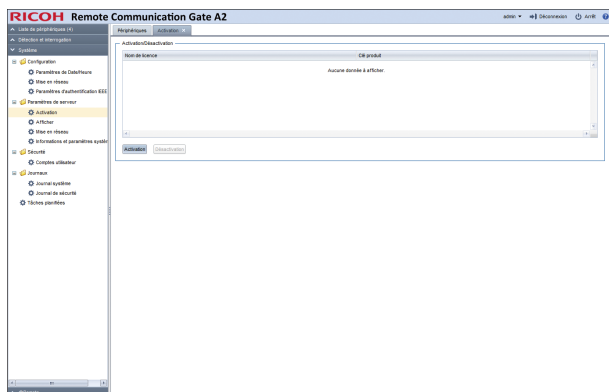 RICOH Remote Communication Gate A2
admin
Déconnexion
Arrêt
Liste de périphériques (4)
Détection et interrogation
Système
Configuration
Paramètres de Date/Heure
Mise en réseau
Paramètres d'authentification IEEE
Paramètres de serveur
Activation
Afficher
Mise en réseau
Informations et paramètres systèm
Sécurité
Comptes utilisateur
Journaux
Journal système
Journal de sécurité
Tâches planifiées
Périphériques
Activation
Activation/Désactivation
Nom de licence
Clé produit
Aucune donnée à afficher.
Activation
Désactivation